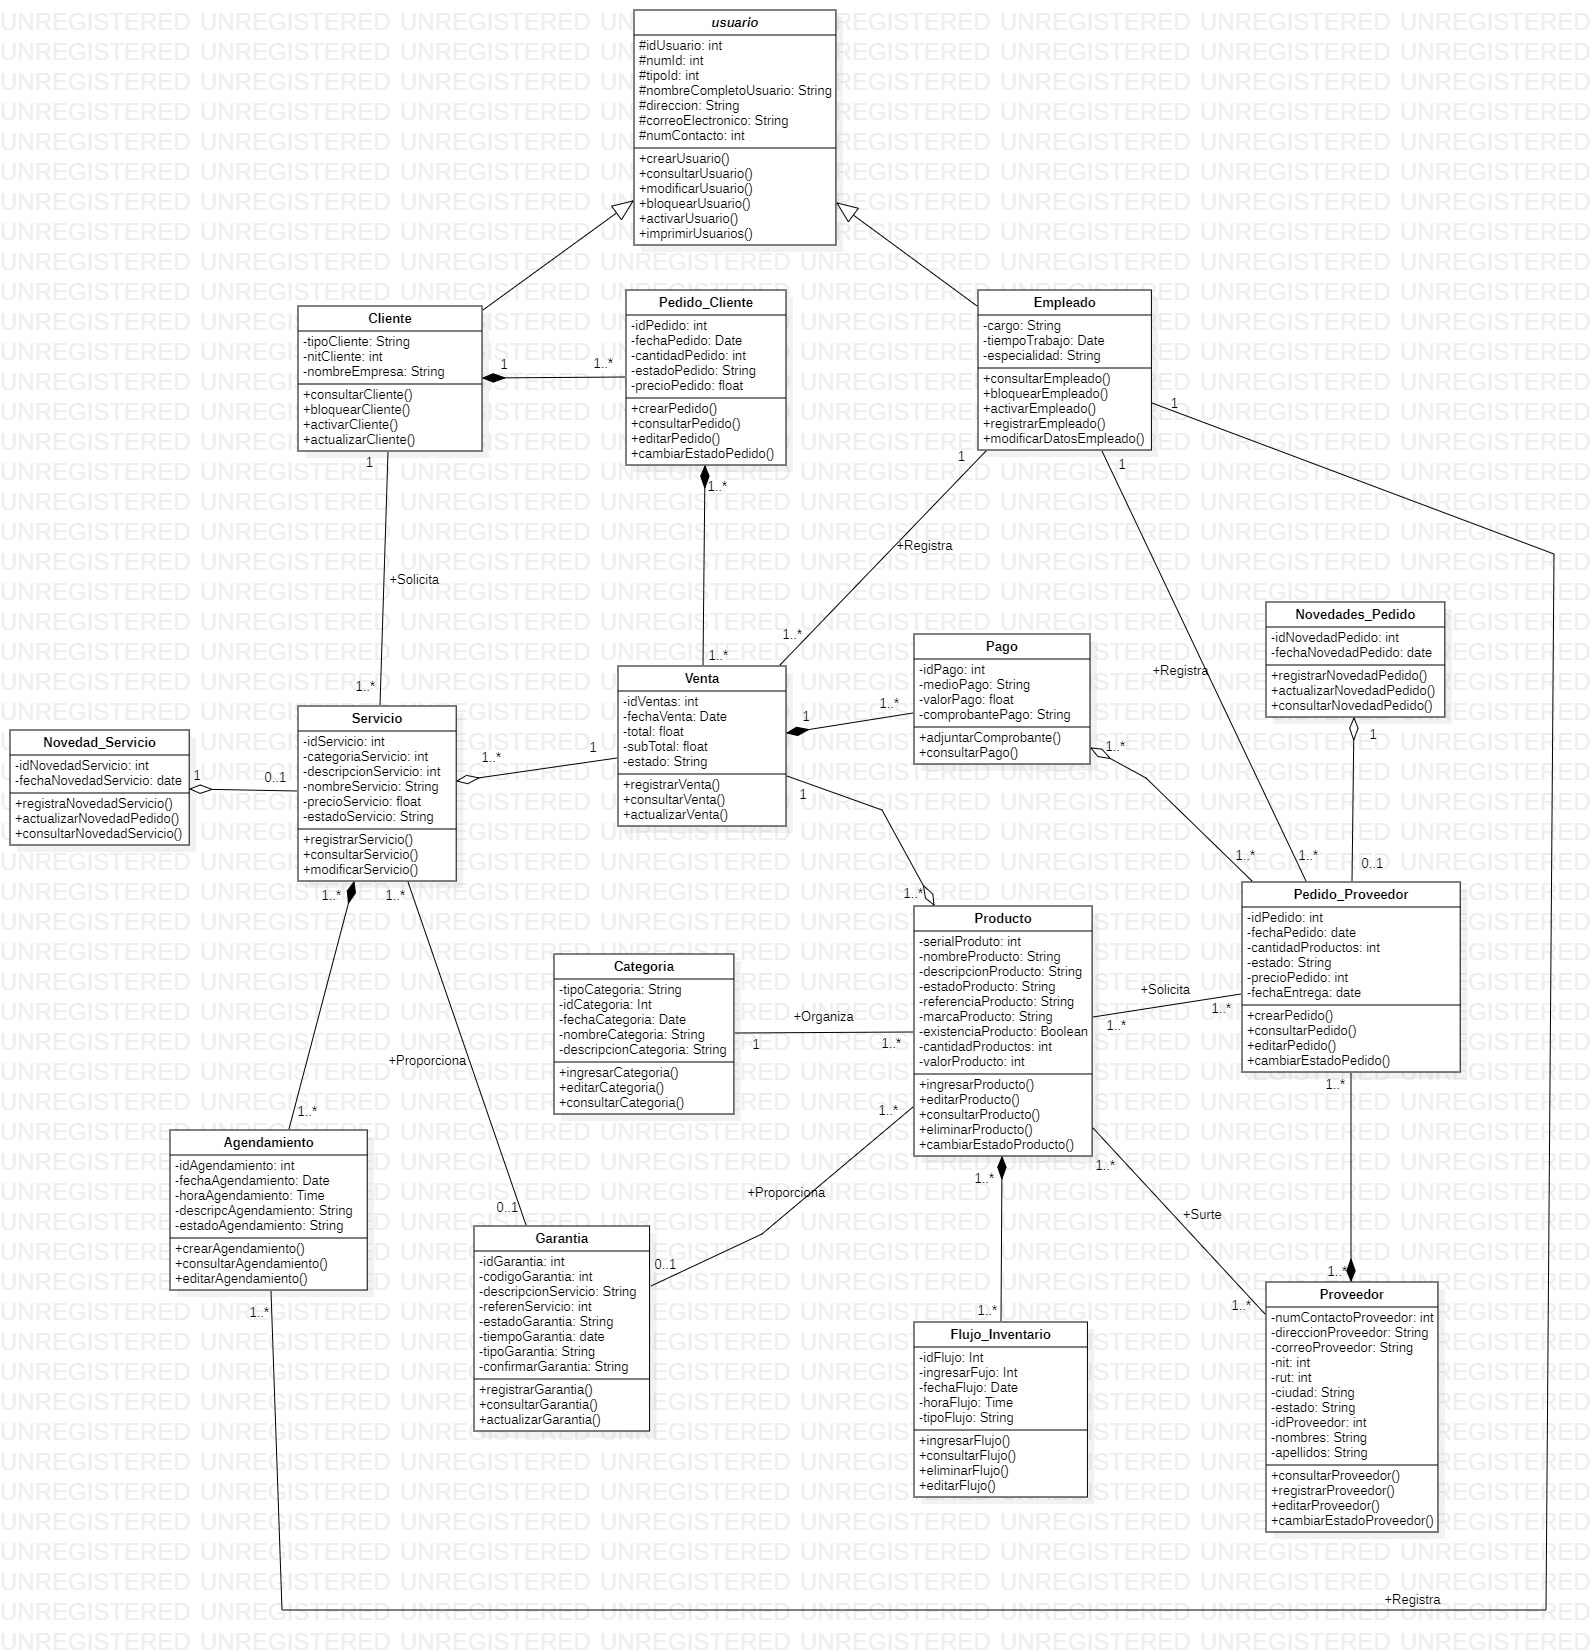 usuario
#idUsuario: int
#numId: int
#tipoId: int
#nombreCompletoUsuario: String
#direccion: String
#correoElectronico: String
#numContacto: int
+crearUsuario()
+consultarUsuario()
+modificarUsuario()
+bloquearUsuario()
+activarUsuario()
+imprimirUsuarios()
Cliente
-tipoCliente: String
-nitCliente: int
-nombreEmpresa: String
+consultarCliente()
+bloquearCliente()
+activarCliente()
+actualizarCliente()
1
1..*
Pedido_Cliente
-idPedido: int
-fechaPedido: Date
-cantidadPedido: int
-estadoPedido: String
-precioPedido: float
+crearPedido()
+consultarPedido()
+editarPedido()
+cambiarEstadoPedido()
Empleado
-cargo: String
-tiempoTrabajo: Date
-especialidad: String
+consultarEmpleado()
+bloquearEmpleado()
+activarEmpleado()
+registrarEmpleado()
+modificarDatosEmpleado()
1
1
1..*
1
1
+Registra
+Solicita
1..*
1..*
1..*
+Registra
Novedades_Pedido
-idNovedadPedido: int
-fechaNovedadPedido: date
+registrarNovedadPedido()
+actualizarNovedadPedido()
+consultarNovedadPedido()
1
Pago
-idPago: int
-medioPago: String
-valorPago: float
-comprobantePago: String
+adjuntarComprobante()
+consultarPago()
1..*
Venta
-idVentas: int
-fechaVenta: Date
-total: float
-subTotal: float
-estado: String
+registrarVenta()
+consultarVenta()
+actualizarVenta()
1
1..*
1
1..*
1
Servicio
-idServicio: int
-categoriaServicio: int
-descripcionServicio: int
-nombreServicio: String
-precioServicio: float
-estadoServicio: String
+registrarServicio()
+consultarServicio()
+modificarServicio()
Novedad_Servicio
-idNovedadServicio: int
-fechaNovedadServicio: date
+registraNovedadServicio()
+actualizarNovedadPedido()
+consultarNovedadServicio()
1
0..1
1..*
1..*
1..*
1..*
1..*
0..1
Pedido_Proveedor
-idPedido: int
-fechaPedido: date
-cantidadProductos: int
-estado: String
-precioPedido: int
-fechaEntrega: date
+crearPedido()
+consultarPedido()
+editarPedido()
+cambiarEstadoPedido()
Producto
-serialProduto: int
-nombreProducto: String
-descripcionProducto: String
-estadoProducto: String
-referenciaProducto: String
-marcaProducto: String
-existenciaProducto: Boolean
-cantidadProductos: int
-valorProducto: int
+ingresarProducto()
+editarProducto()
+consultarProducto()
+eliminarProducto()
+cambiarEstadoProducto()
+Solicita
1..*
1..*
Categoria
-tipoCategoria: String
-idCategoria: Int
-fechaCategoria: Date
-nombreCategoria: String
-descripcionCategoria: String
+ingresarCategoria()
+editarCategoria()
+consultarCategoria()
+Organiza
1
1..*
+Proporciona
1..*
1..*
Agendamiento
-idAgendamiento: int
-fechaAgendamiento: Date
-horaAgendamiento: Time
-descripcAgendamiento: String
-estadoAgendamiento: String
+crearAgendamiento()
+consultarAgendamiento()
+editarAgendamiento()
1..*
0..1
Garantia
-idGarantia: int
-codigoGarantia: int
-descripcionServicio: String
-referenServicio: int
-estadoGarantia: String
-tiempoGarantia: date
-tipoGarantia: String
-confirmarGarantia: String
+registrarGarantia()
+consultarGarantia()
+actualizarGarantia()
+Proporciona
0..1
1..*
1..*
Flujo_Inventario
-idFlujo: Int
-ingresarFujo: Int
-fechaFlujo: Date
-horaFlujo: Time
-tipoFlujo: String
+ingresarFlujo()
+consultarFlujo()
+eliminarFlujo()
+editarFlujo()
1..*
+Surte
1..*
1..*
1..*
Proveedor
-numContactoProveedor: int
-direccionProveedor: String
-correoProveedor: String
-nit: int
-rut: int
-ciudad: String
-estado: String
-idProveedor: int
-nombres: String
-apellidos: String
+consultarProveedor()
+registrarProveedor()
+editarProveedor()
+cambiarEstadoProveedor()
+Registra
UNREGISTERED